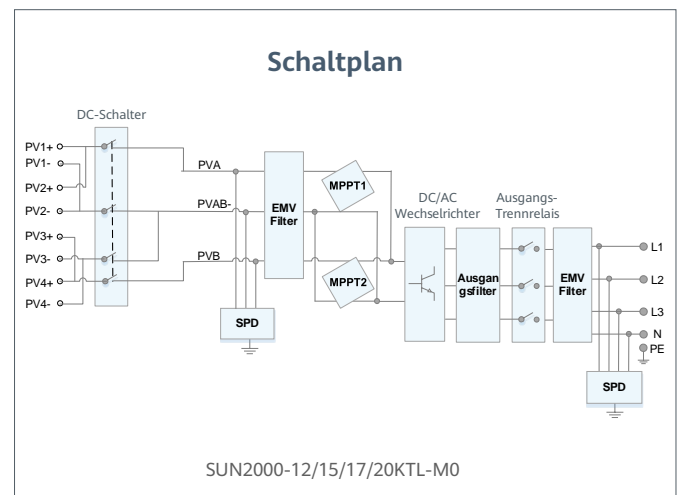 Schaltplan
DC-Schalter
PV1+
PV1-
PV2+
PV2-
PV3+
PV3-
PV4+
PV4-
PVA
PVAB-
PVB
EMV
Filter
SPD
MPPT1
MPPT2
DC/AC
Wechselrichter
Ausgan
gsfilter
Ausgangs-
Trennrelais
EMV
Filter
L1
L2
L3
N
PE
SPD
SUN2000-12/15/17/20KTL-M0